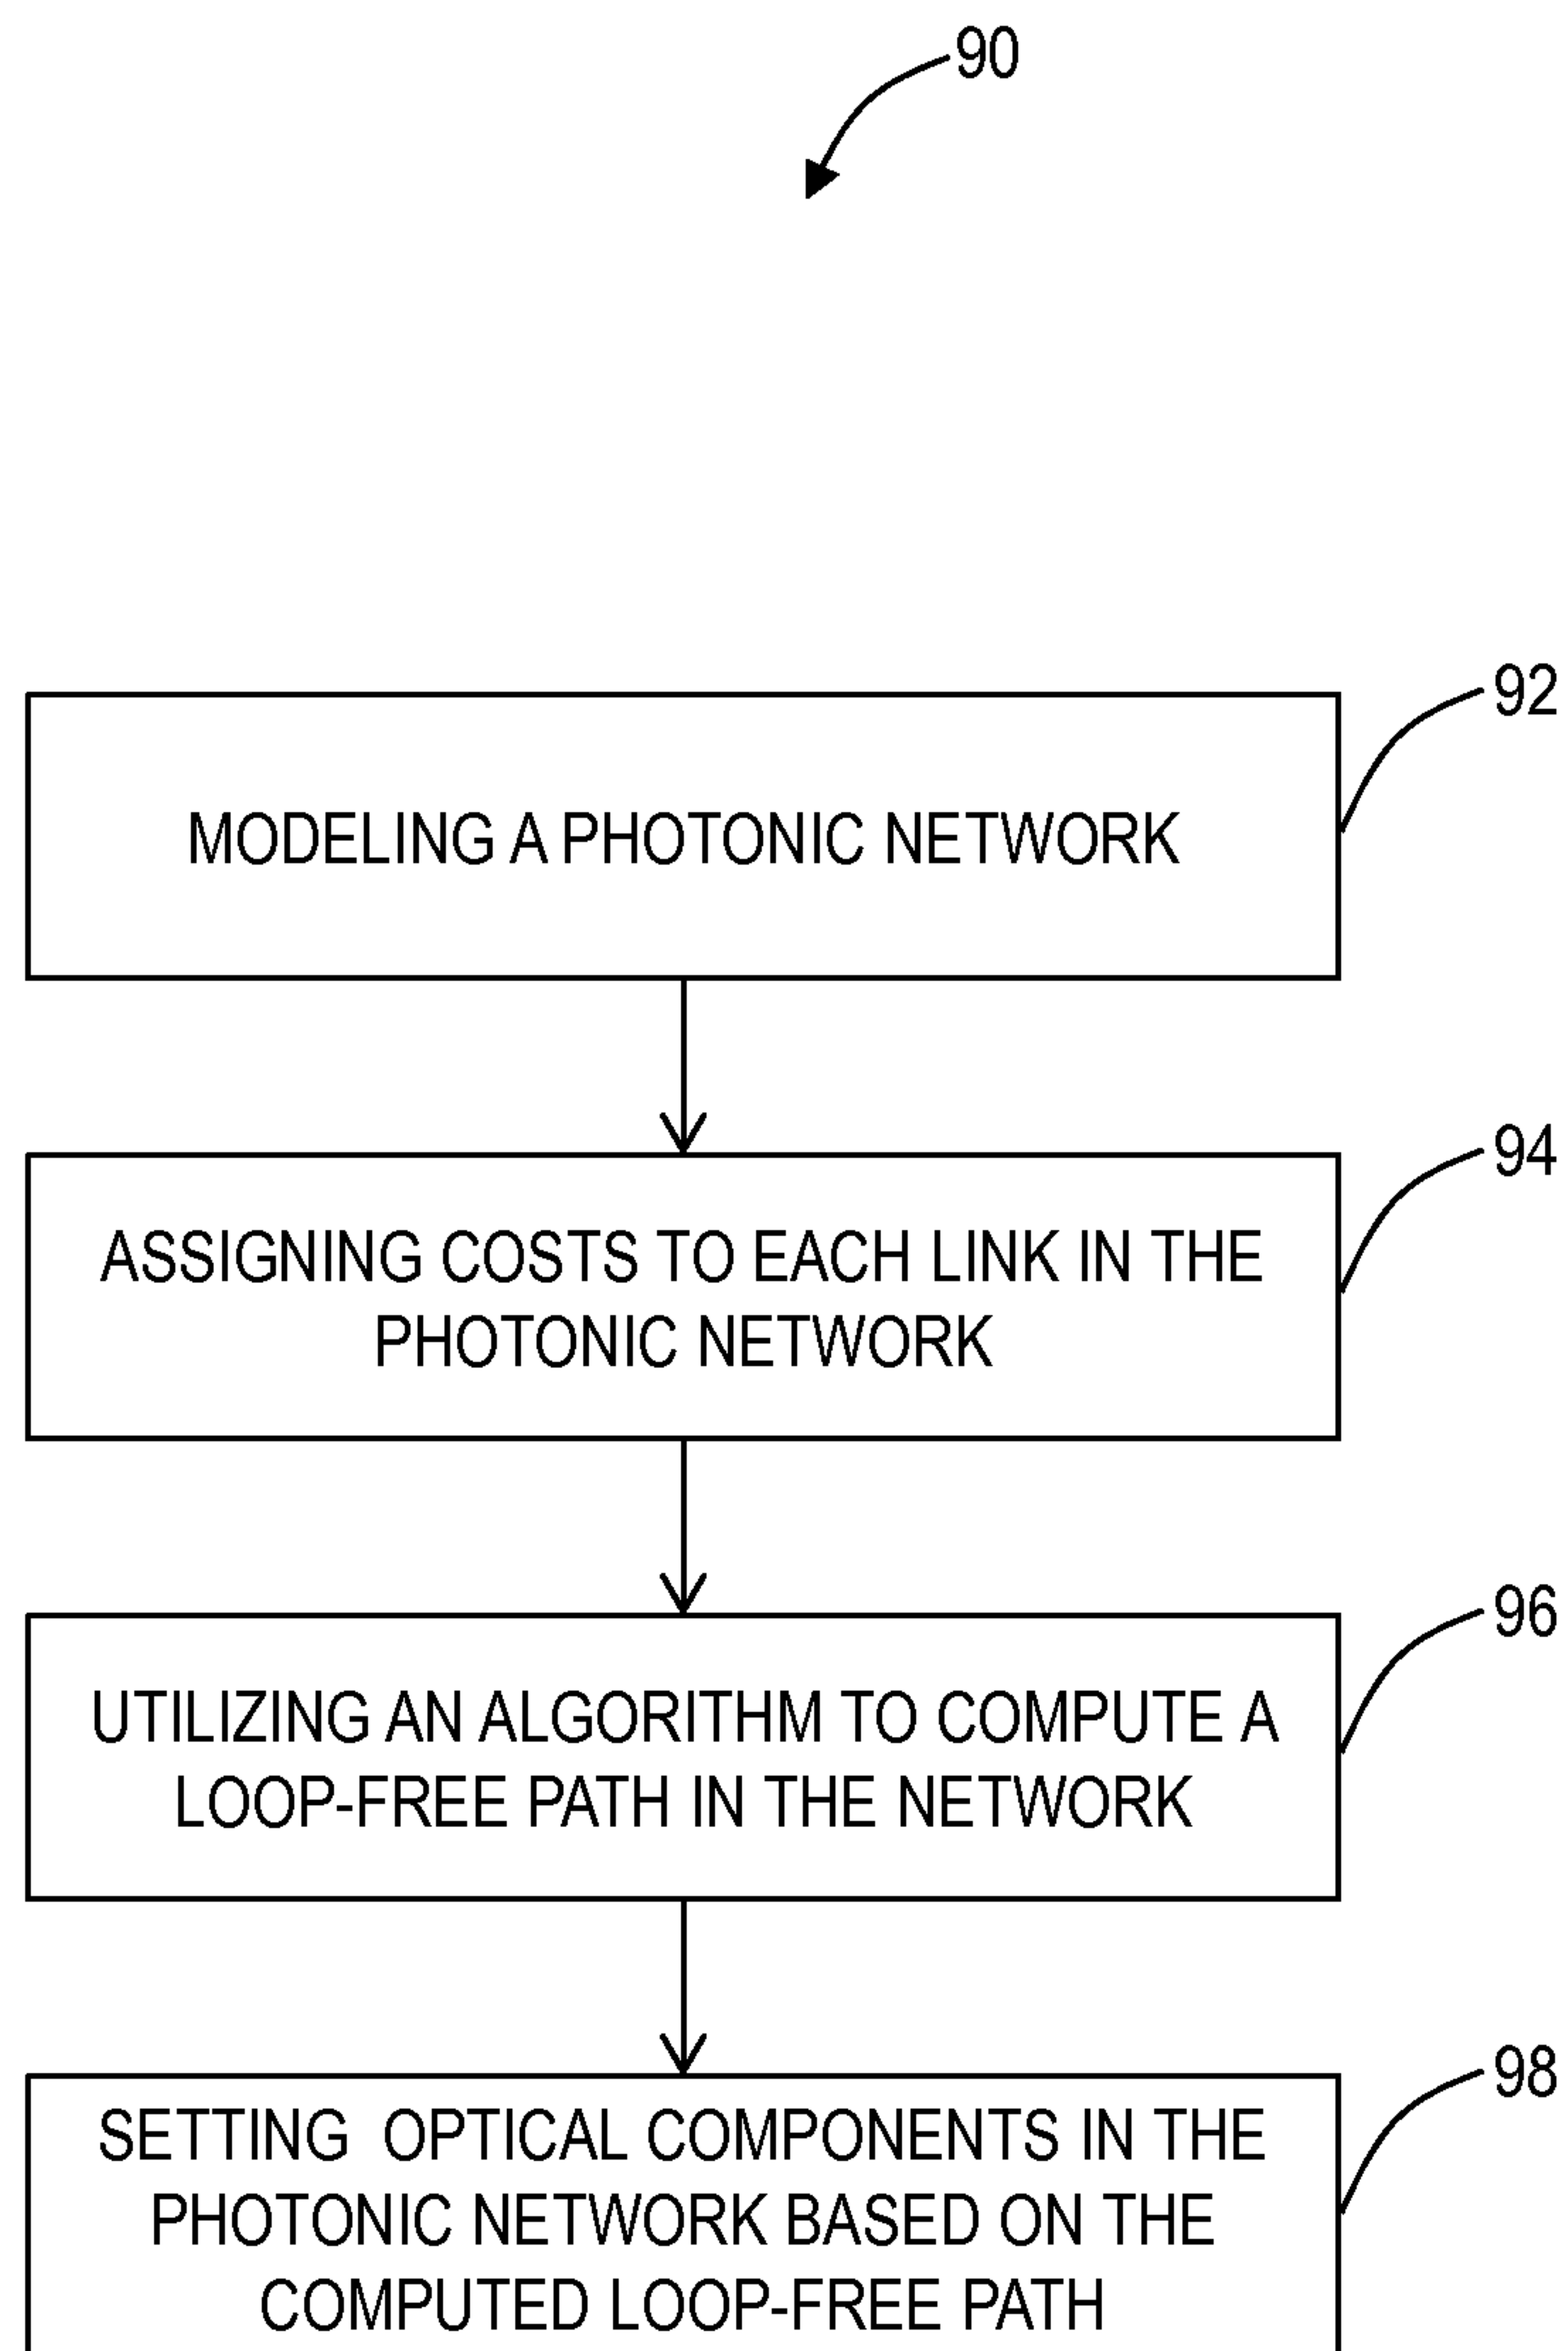 90
92
MODELING A PHOTONIC NETWORK
94
ASSIGNING COSTS TO EACH LINK IN THE
PHOTONIC NETWORK
96
UTILIZING AN ALGORITHM TO COMPUTE A
LOOP-FREE PATH IN THE NETWORK
98
SETTING OPTICAL COMPONENTS IN THE
PHOTONIC NETWORK BASED ON THE
COMPUTED LOOP-FREE PATH